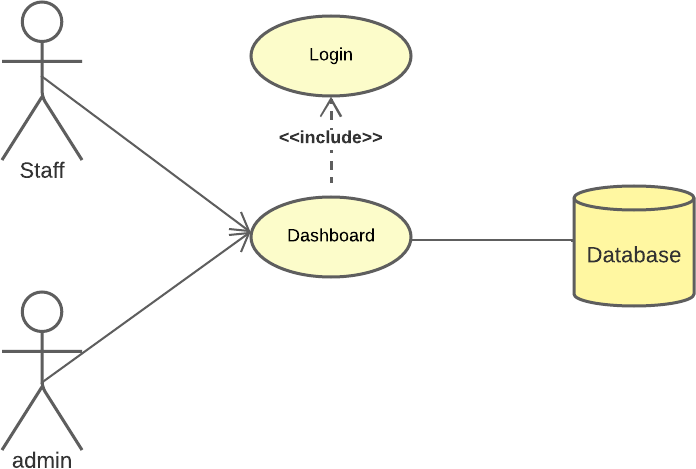 Login
<<include>>
Staff
Dashboard
Database
admin